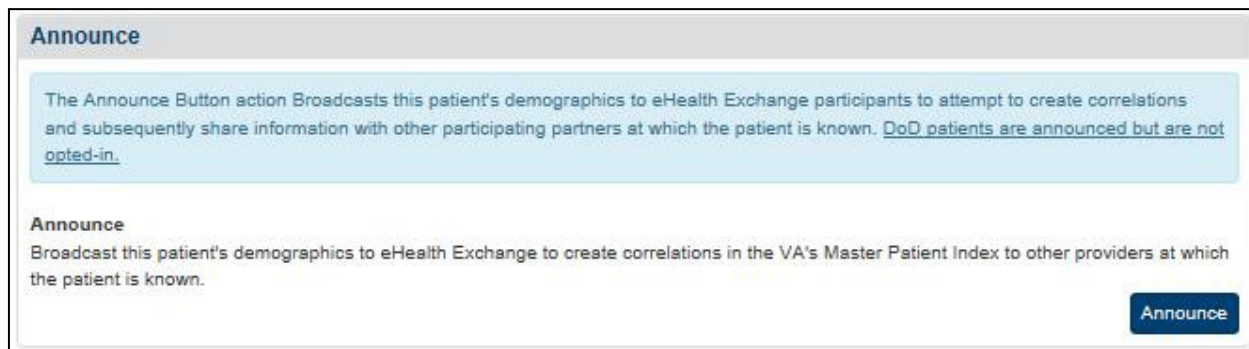 Announce
The Announce Button action Broadcasts this patient's demographics to eHealth Exchange participants to attempt to create correlations
and subsequently share information with other participating partners at which the patient is known. DoD patients are announced but are not
opted-in.
Announce
Broadcast this patient's demographics to eHealth Exchange to create correlations in the VA's Master Patient Index to other providers at which
the patient is known.
Announce